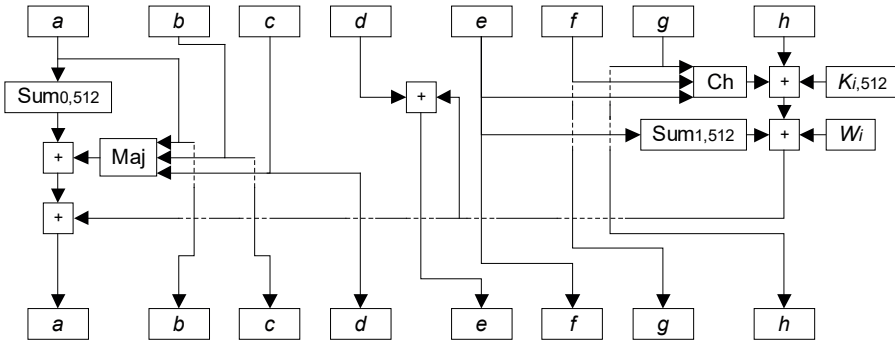 a b c d e f g h
Sum0,512 + Ch + Ki,512
+ Maj Sum1,512 + Wi
+
a b c d e f g h